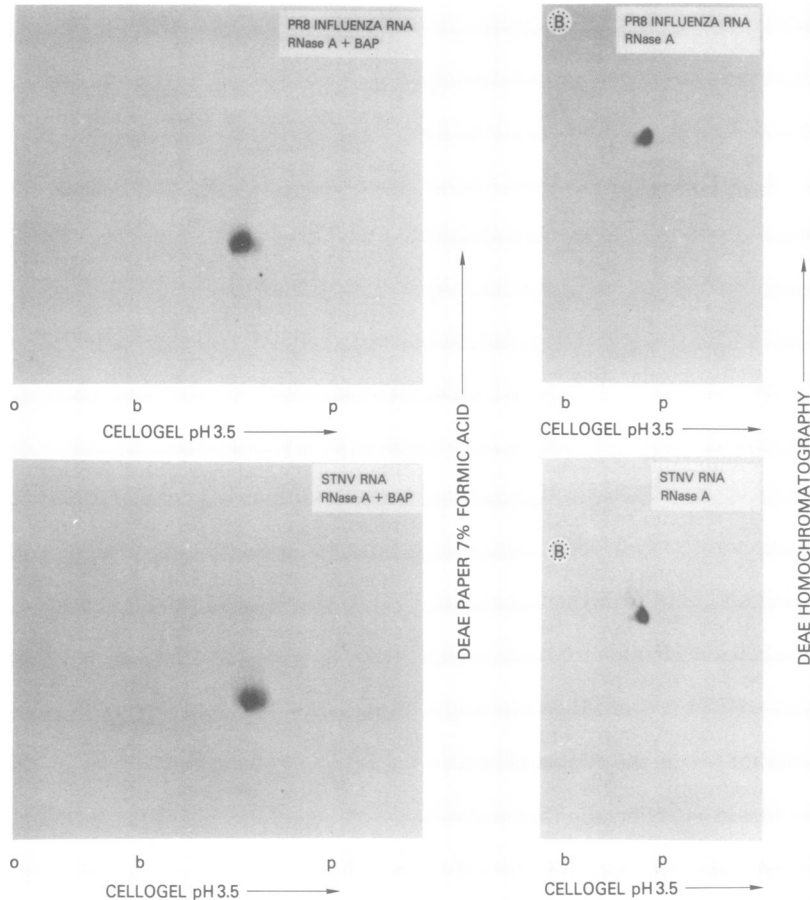 PR8 INFLUENZA RNA
RNase A + BAP
o b p
CELLOGEL pH 3.5
DEAE PAPER 7% FORMIC ACID
B
PR8 INFLUENZA RNA
RNase A
b p
CELLOGEL pH 3.5
DEAE HOMOCHROMATOGRAPHY
STNV RNA
RNase A + BAP
o b p
CELLOGEL pH 3.5
STNV RNA
RNase A
B
b p
CELLOGEL pH 3.5